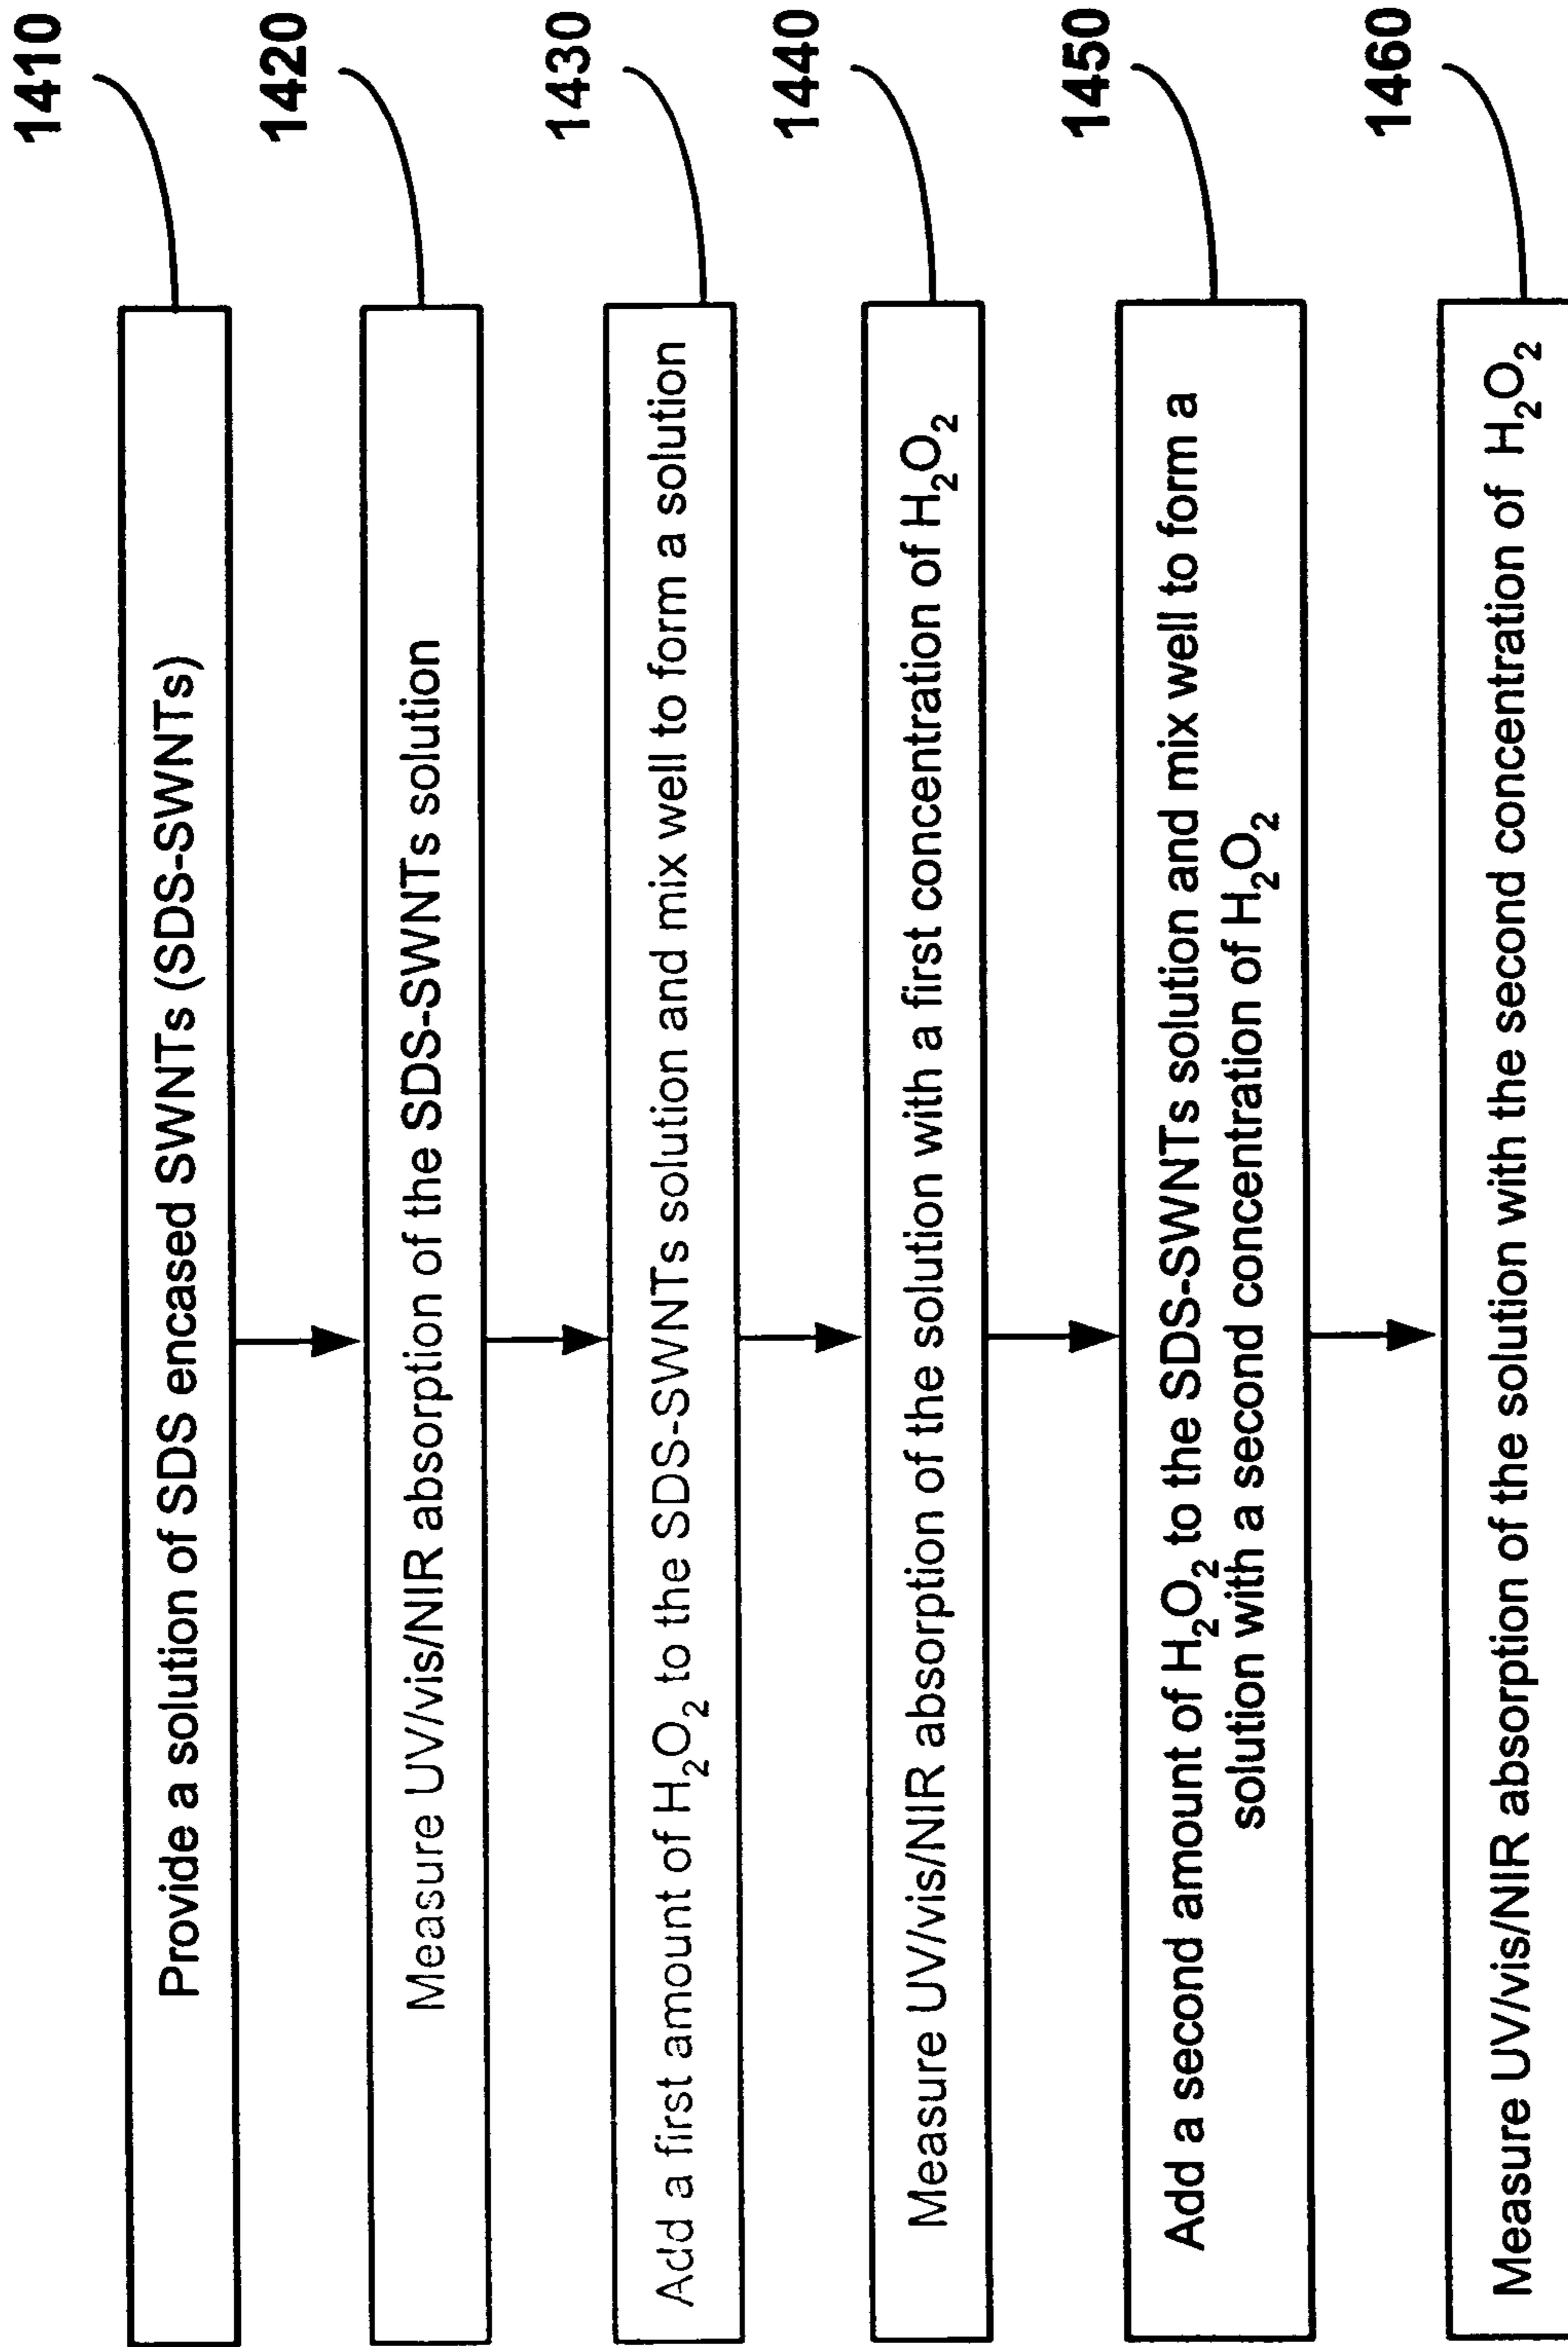 1410
Provide a solution of SDS encased SWNTs (SDS-SWNTs)
1420
Measure UV/vis/NIR absorption of the SDS-SWNTs solution
1430
Add a first amount of H₂O₂ to the SDS-SWNTs solution and mix well to form a solution
1440
Measure UV/vis/NIR absorption of the solution with a first concentration of H₂O₂
1450
Add a second amount of H₂O₂ to the SDS-SWNTs solution and mix well to form a
solution with a second concentration of H₂O₂
1460
Measure UV/vis/NIR absorption of the solution with the second concentration of H₂O₂